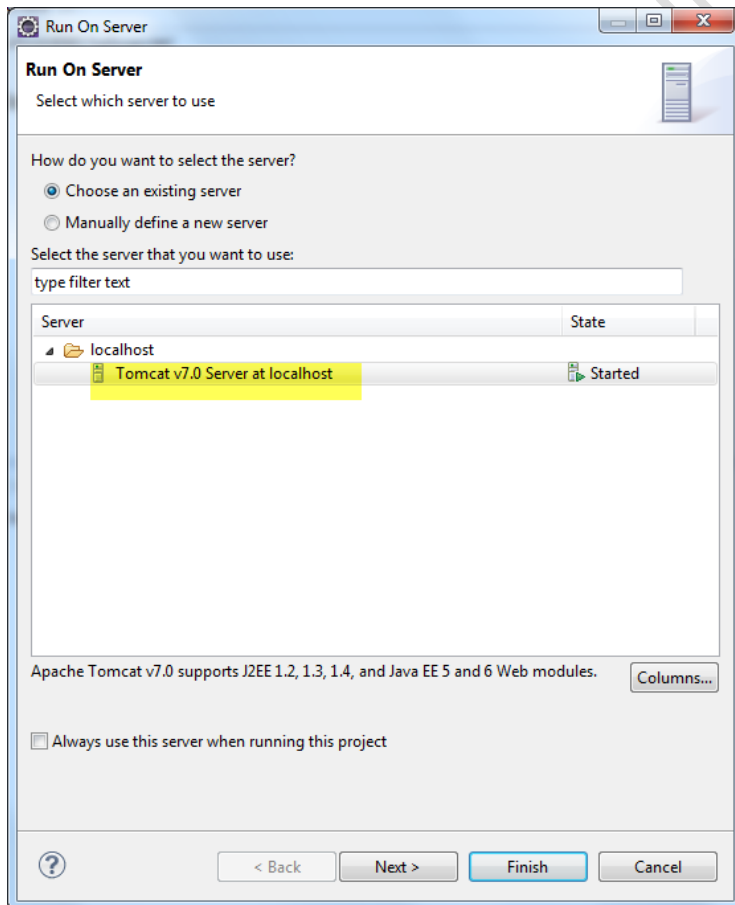 Run On Server
Run On Server
Select which server to use
How do you want to select the server?
Choose an existing server
Manually define a new server
Select the server that you want to use:
type filter text
Server State
localhost
Tomcat v7.0 Server at localhost Started
Apache Tomcat v7.0 supports J2EE 1.2, 1.3, 1.4, and Java EE 5 and 6 Web modules.
Columns...
Always use this server when running this project
< Back Next > Finish Cancel